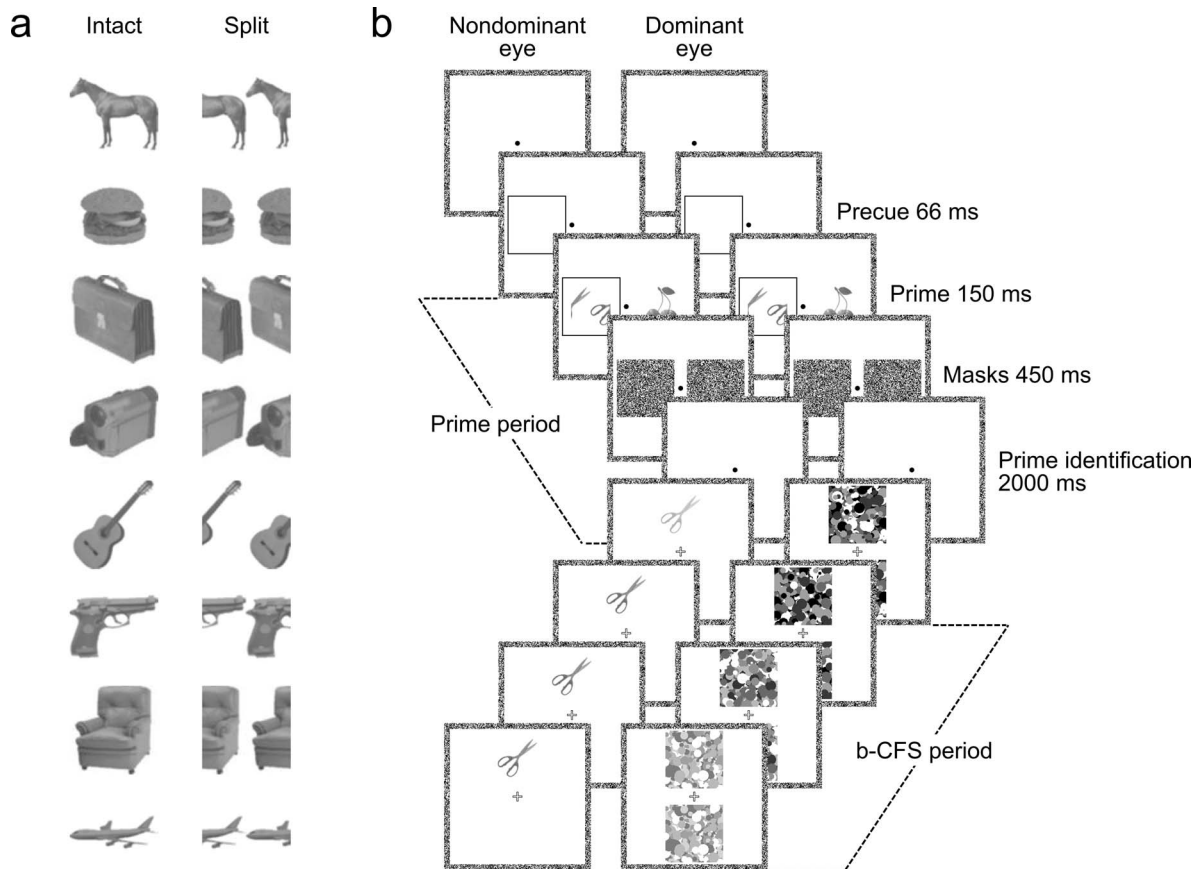 a
Intact
Split
b
Nondominant
eye
Dominant
eye
Precue 66 ms
Prime 150 ms
Masks 450 ms
Prime period
Prime identification
2000 ms
b-CFS period